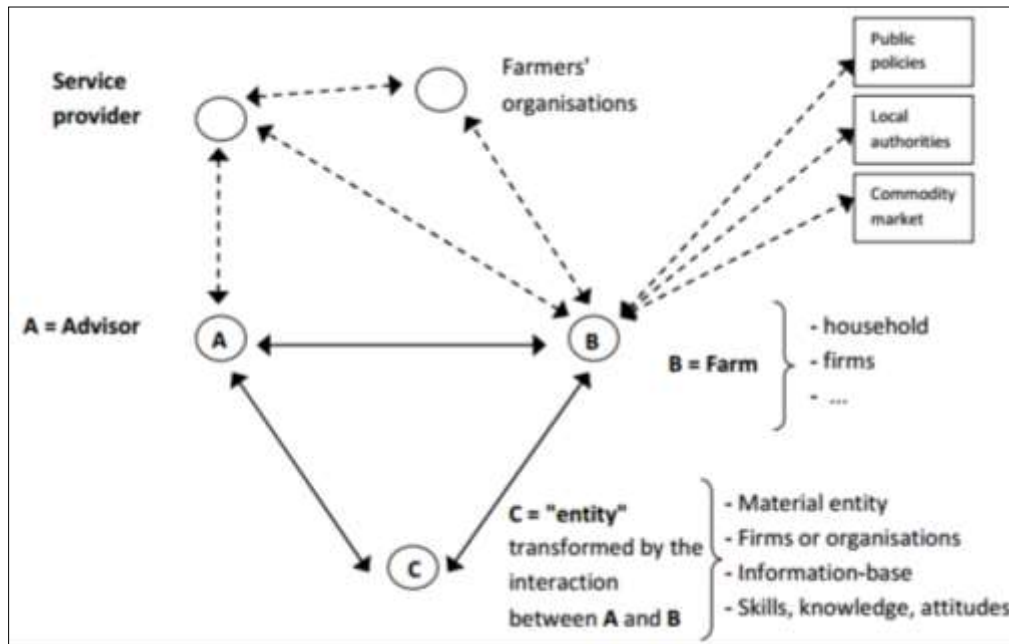 Service
provider
Farmers'
organisations
Public
policies
Local
authorities
Commodity
market
A = Advisor
A
B
B = Farm
- household
- firms
- ...
C
C = "entity"
transformed by the
interaction
between A and B
- Material entity
- Firms or organisations
- Information-base
- Skills, knowledge, attitudes